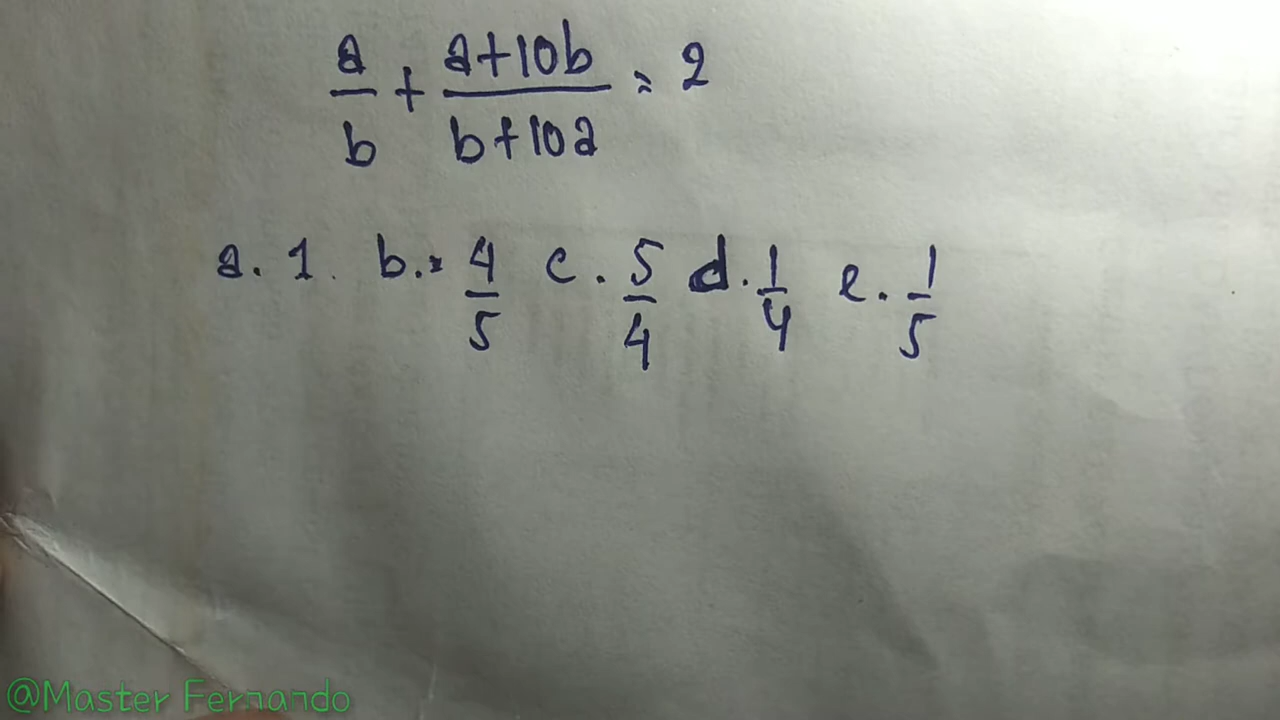 a/b + (a+10b)/(b+10a) = 2
a. 1. b. 4/5 c. 5/4 d. 1/4 e. 1/5
@Master Fernando